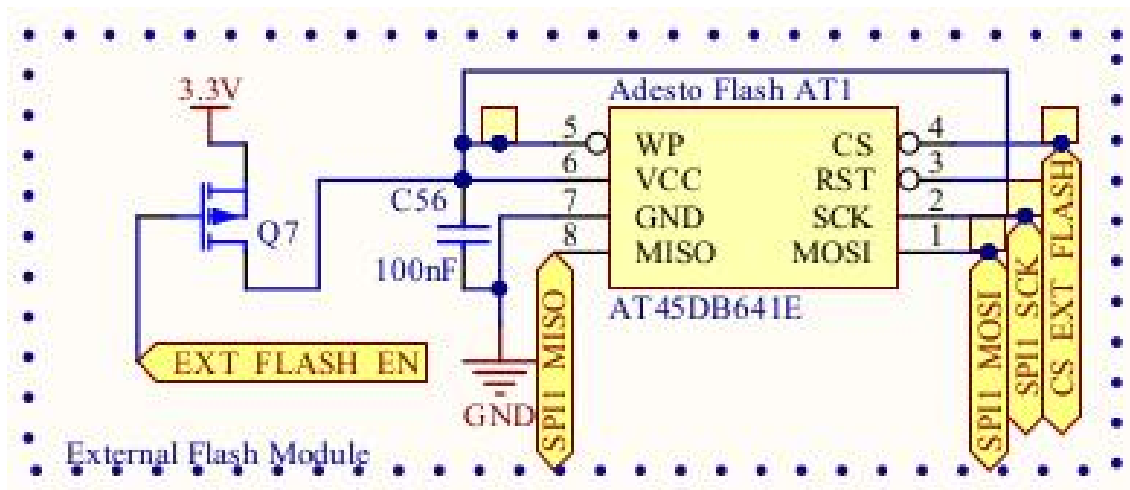 3.3V
Adesto Flash AT1
5
WP
CS
4
6
VCC
RST
3
C56
7
GND
SCK
2
Q7
8
MISO
MOSI
1
100nF
AT45DB641E
EXT FLASH EN
GND
SPI1 MISO
SPI1 MOSI
SPI1 SCK
CS EXT FLASH
External Flash Module